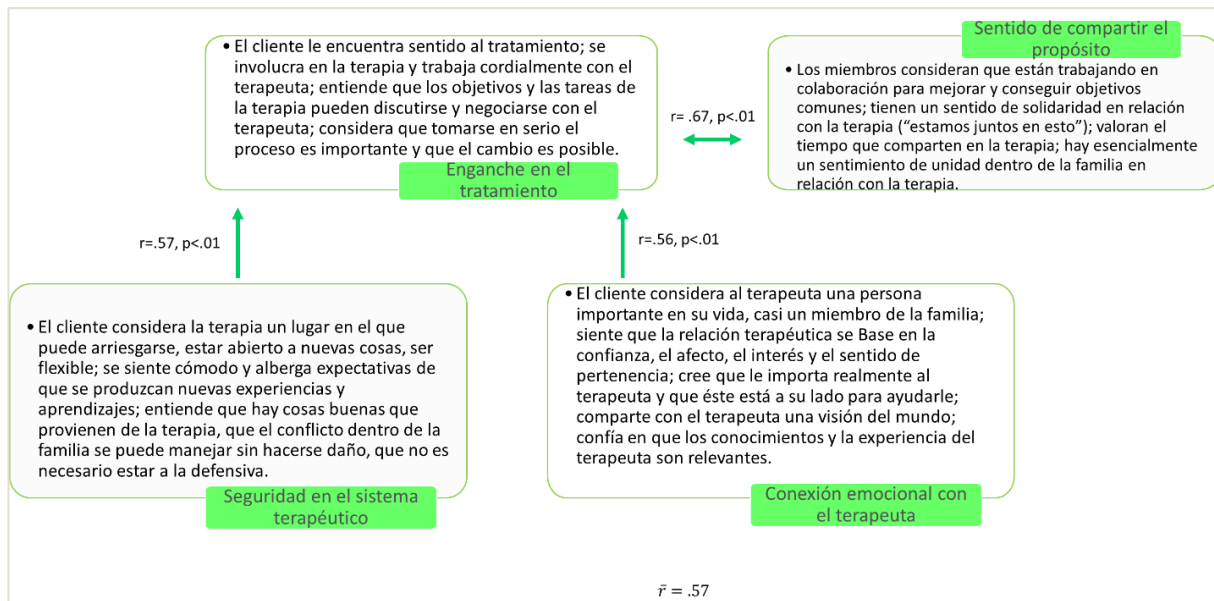 • El cliente le encuentra sentido al tratamiento; se
involucra en la terapia y trabaja cordialmente con el
terapeuta; entiende que los objetivos y las tareas de
la terapia pueden discutirse y negociarse con el
terapeuta; considera que tomarse en serio el
proceso es importante y que el cambio es posible.
Enganche en el
tratamiento
r= .67, p<.01
Sentido de compartir el
propósito
• Los miembros consideran que están trabajando en
colaboración para mejorar y conseguir objetivos
comunes; tienen un sentido de solidaridad en relación
con la terapia (“estamos juntos en esto”); valoran el
tiempo que comparten en la terapia; hay esencialmente
un sentimiento de unidad dentro de la familia en
relación con la terapia.
r=.57, p<.01
r=.56, p<.01
• El cliente considera la terapia un lugar en el que
puede arriesgarse, estar abierto a nuevas cosas, ser
flexible; se siente cómodo y alberga expectativas de
que se produzcan nuevas experiencias y
aprendizajes; entiende que hay cosas buenas que
provienen de la terapia, que el conflicto dentro de la
familia se puede manejar sin hacerse daño, que no es
necesario estar a la defensiva.
Seguridad en el sistema
terapéutico
• El cliente considera al terapeuta una persona
importante en su vida, casi un miembro de la familia;
siente que la relación terapéutica se Base en la
confianza, el afecto, el interés y el sentido de
pertenencia; cree que le importa realmente al
terapeuta y que éste está a su lado para ayudarle;
comparte con el terapeuta una visión del mundo;
confía en que los conocimientos y la experiencia del
terapeuta son relevantes.
Conexión emocional con
el terapeuta
r̄ = .57